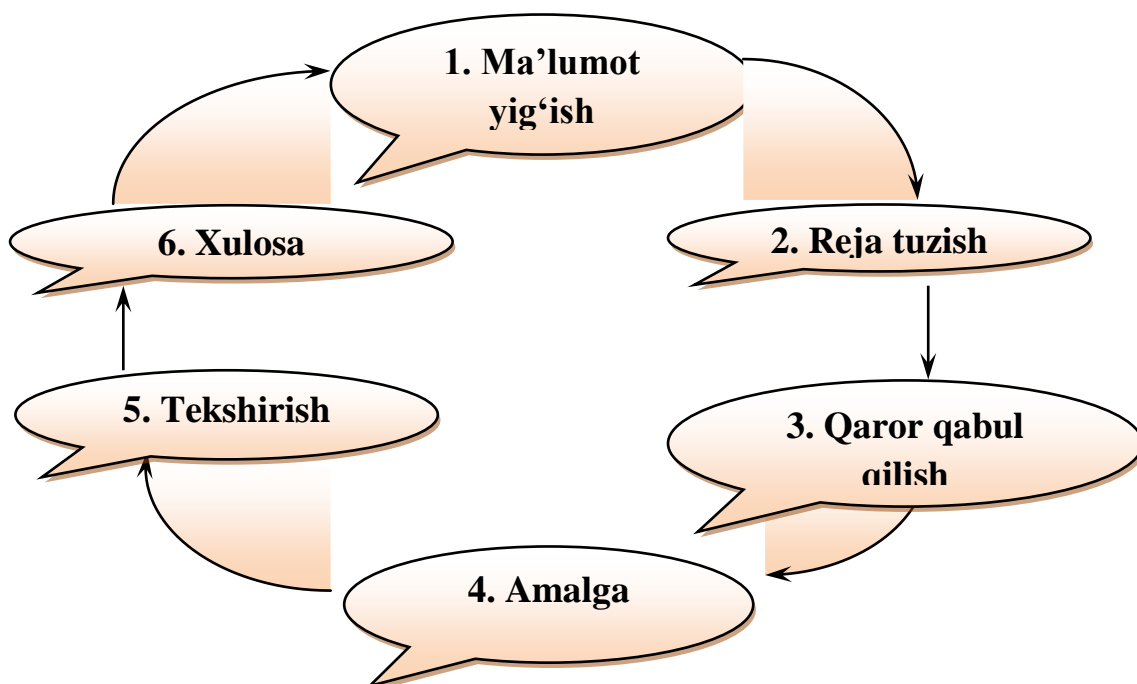 1. Ma’lumot
yig‘ish
2. Reja tuzish
3. Qaror qabul
qilish
4. Amalga
5. Tekshirish
6. Xulosa